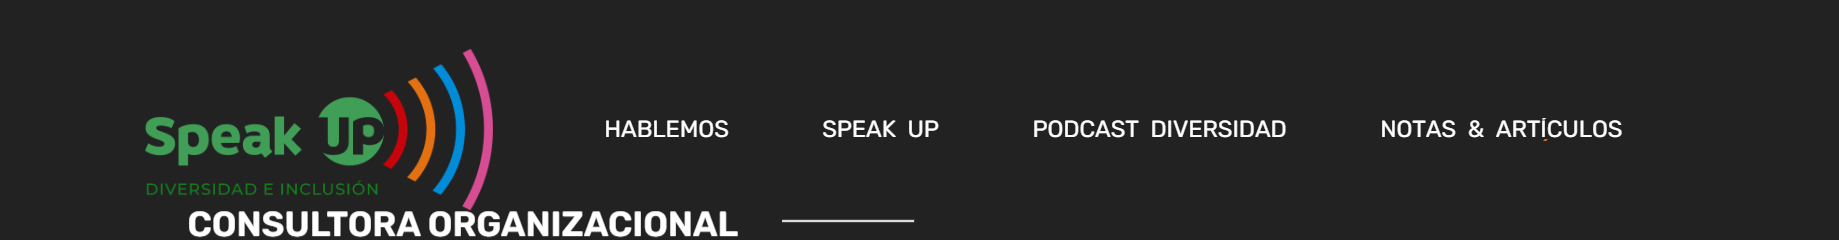 Speak UP
DIVERSIDAD E INCLUSIÓN
HABLEMOS
SPEAK UP
PODCAST DIVERSIDAD
NOTAS & ARTÍCULOS
CONSULTORA ORGANIZACIONAL